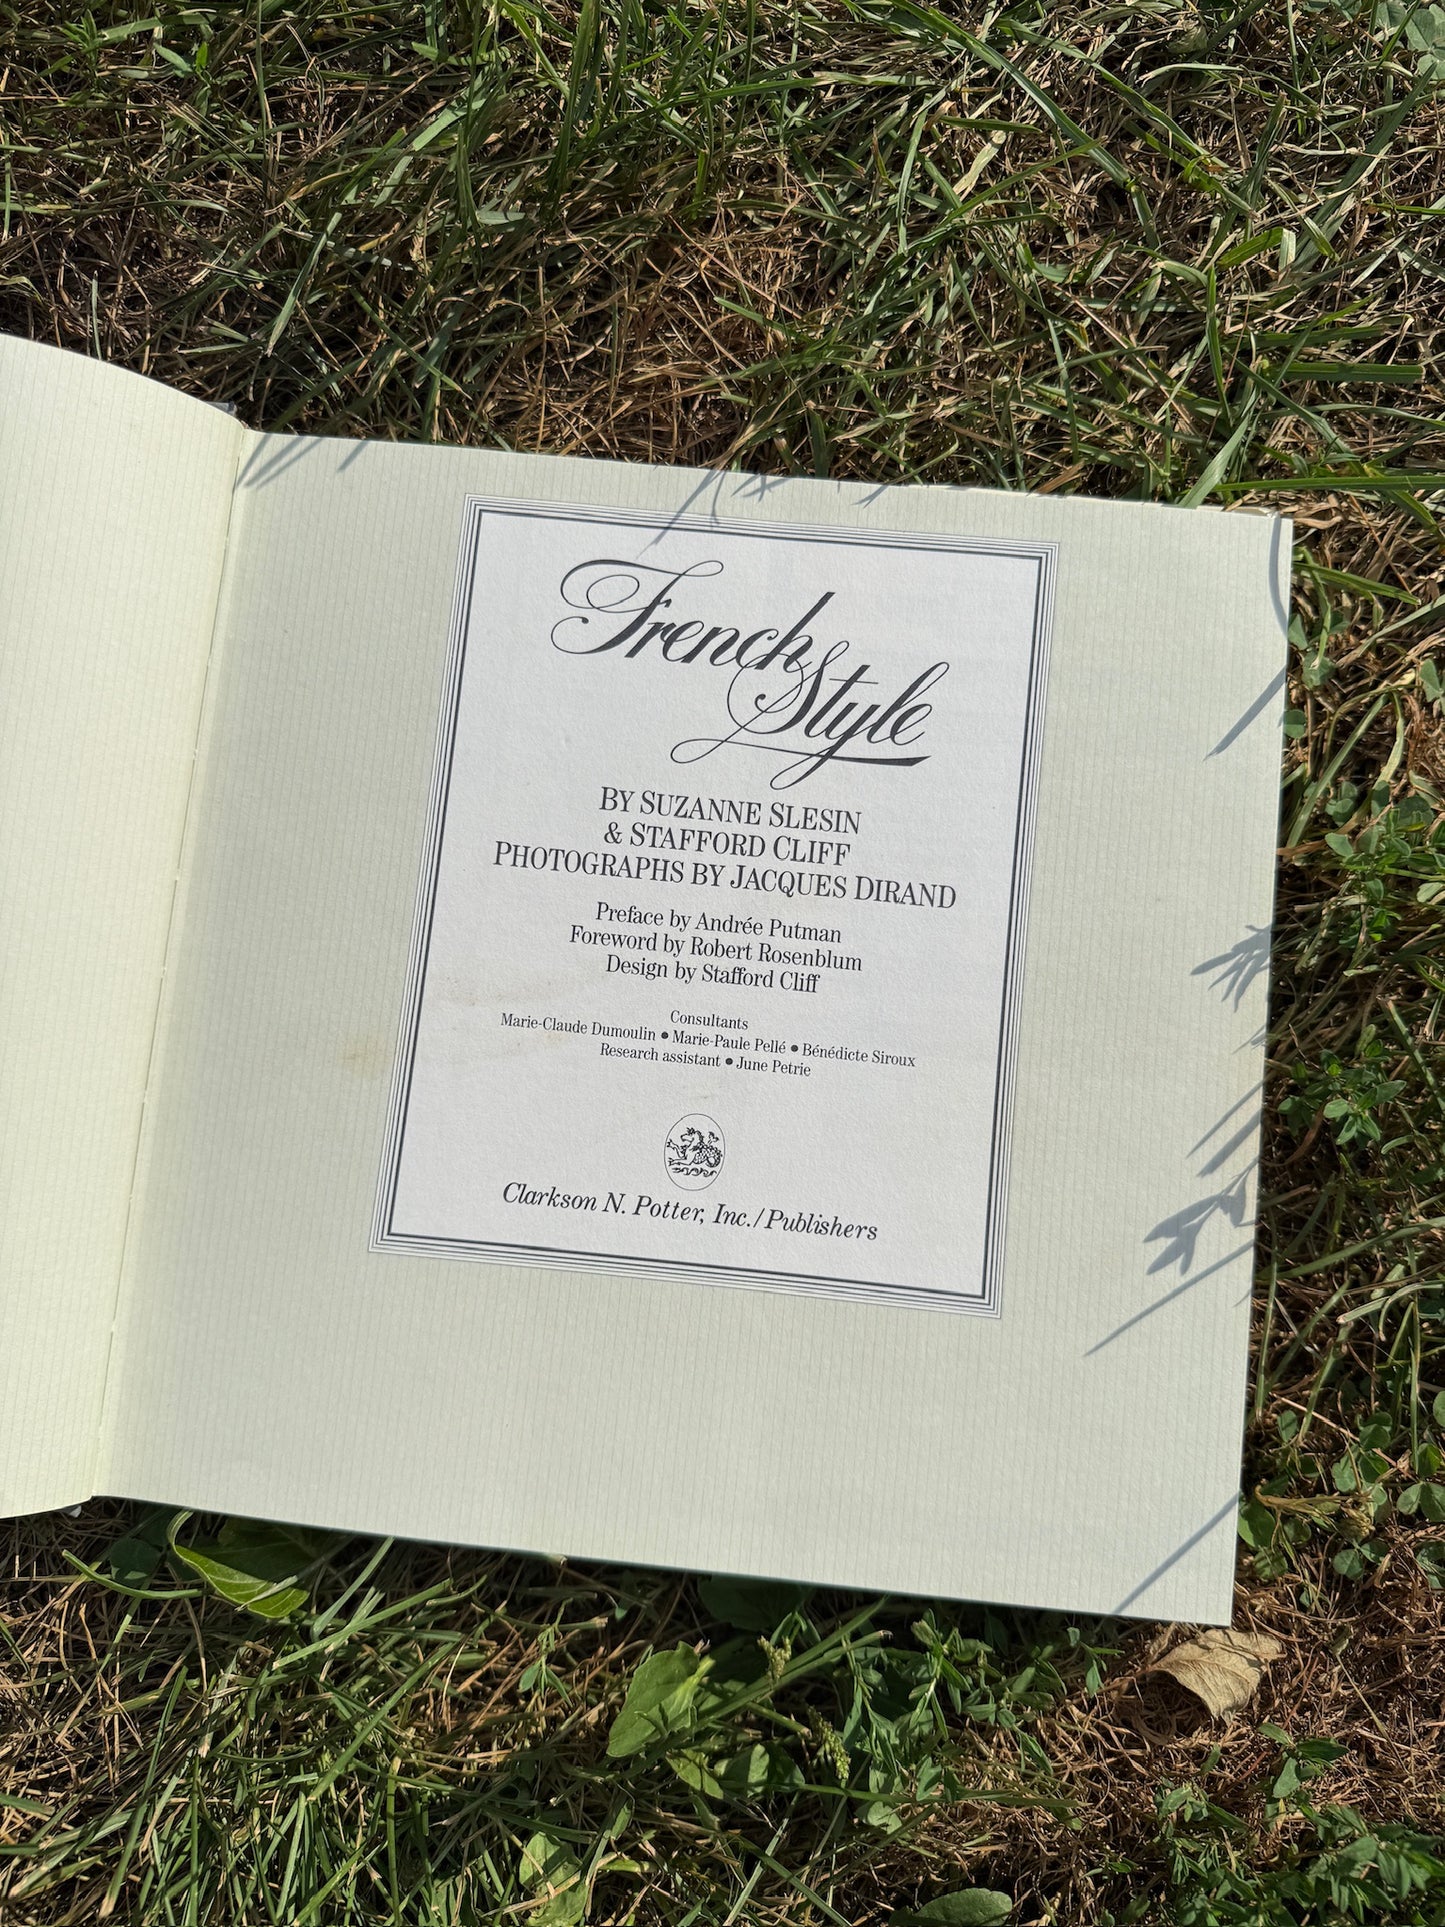 French
Style
BY SUZANNE SLESIN
& STAFFORD CLIFF
PHOTOGRAPHS BY JACQUES DIRAND
Preface by Andrée Putman
Foreword by Robert Rosenblum
Design by Stafford Cliff
Consultants
Marie-Claude Dumoulin ● Marie-Paule Pellé ● Bénédicte Siroux
Research assistant ● June Petrie
Clarkson N. Potter, Inc./Publishers